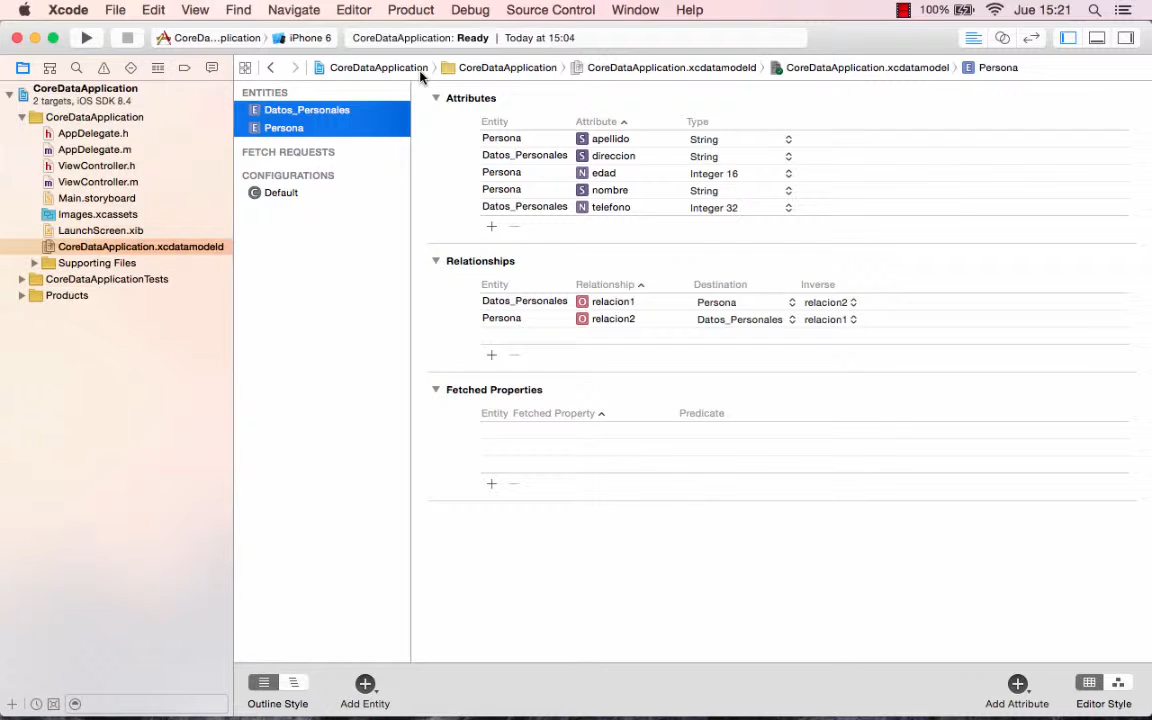 Xcode File Edit View Find Navigate Editor Product Debug Source Control Window Help 100% Jue 15:21
CoreDa...plication iPhone 6 CoreDataApplication: Ready Today at 15:04
CoreDataApplication CoreDataApplication CoreDataApplication.xcdatamodeld CoreDataApplication.xcdatamodel E Persona
CoreDataApplication
2 targets, iOS SDK 8.4
CoreDataApplication
h AppDelegate.h
m AppDelegate.m
h ViewController.h
m ViewController.m
Main.storyboard
Images.xcassets
LaunchScreen.xib
CoreDataApplication.xcdatamodeld
Supporting Files
CoreDataApplicationTests
Products
ENTITIES
E Datos_Personales
E Persona
FETCH REQUESTS
CONFIGURATIONS
C Default
Attributes
Entity Attribute Type
Persona S apellido String
Datos_Personales S direccion String
Persona N edad Integer 16
Persona S nombre String
Datos_Personales N telefono Integer 32
+ −
Relationships
Entity Relationship Destination Inverse
Datos_Personales O relacion1 Persona relacion2
Persona O relacion2 Datos_Personales relacion1
+ −
Fetched Properties
Entity Fetched Property Predicate
+ −
Outline Style Add Entity Add Attribute Editor Style